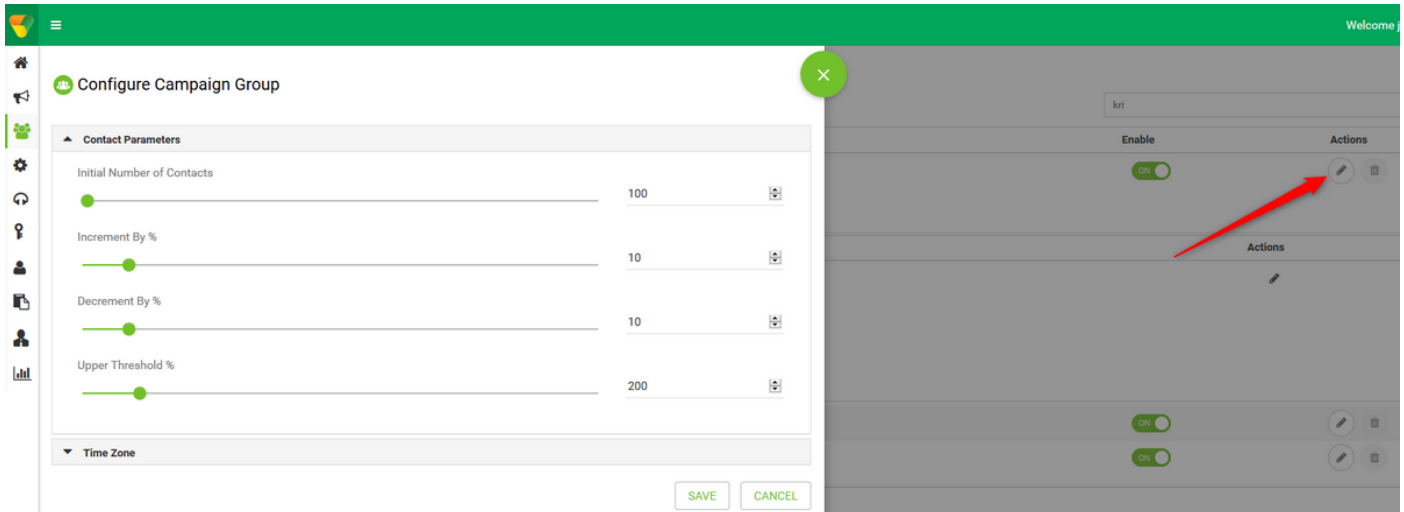 Welcome j
Configure Campaign Group
kri
Contact Parameters
Enable
Actions
Initial Number of Contacts
100
ON
Increment By %
10
Actions
Decrement By %
10
Upper Threshold %
200
ON
Time Zone
ON
SAVE
CANCEL